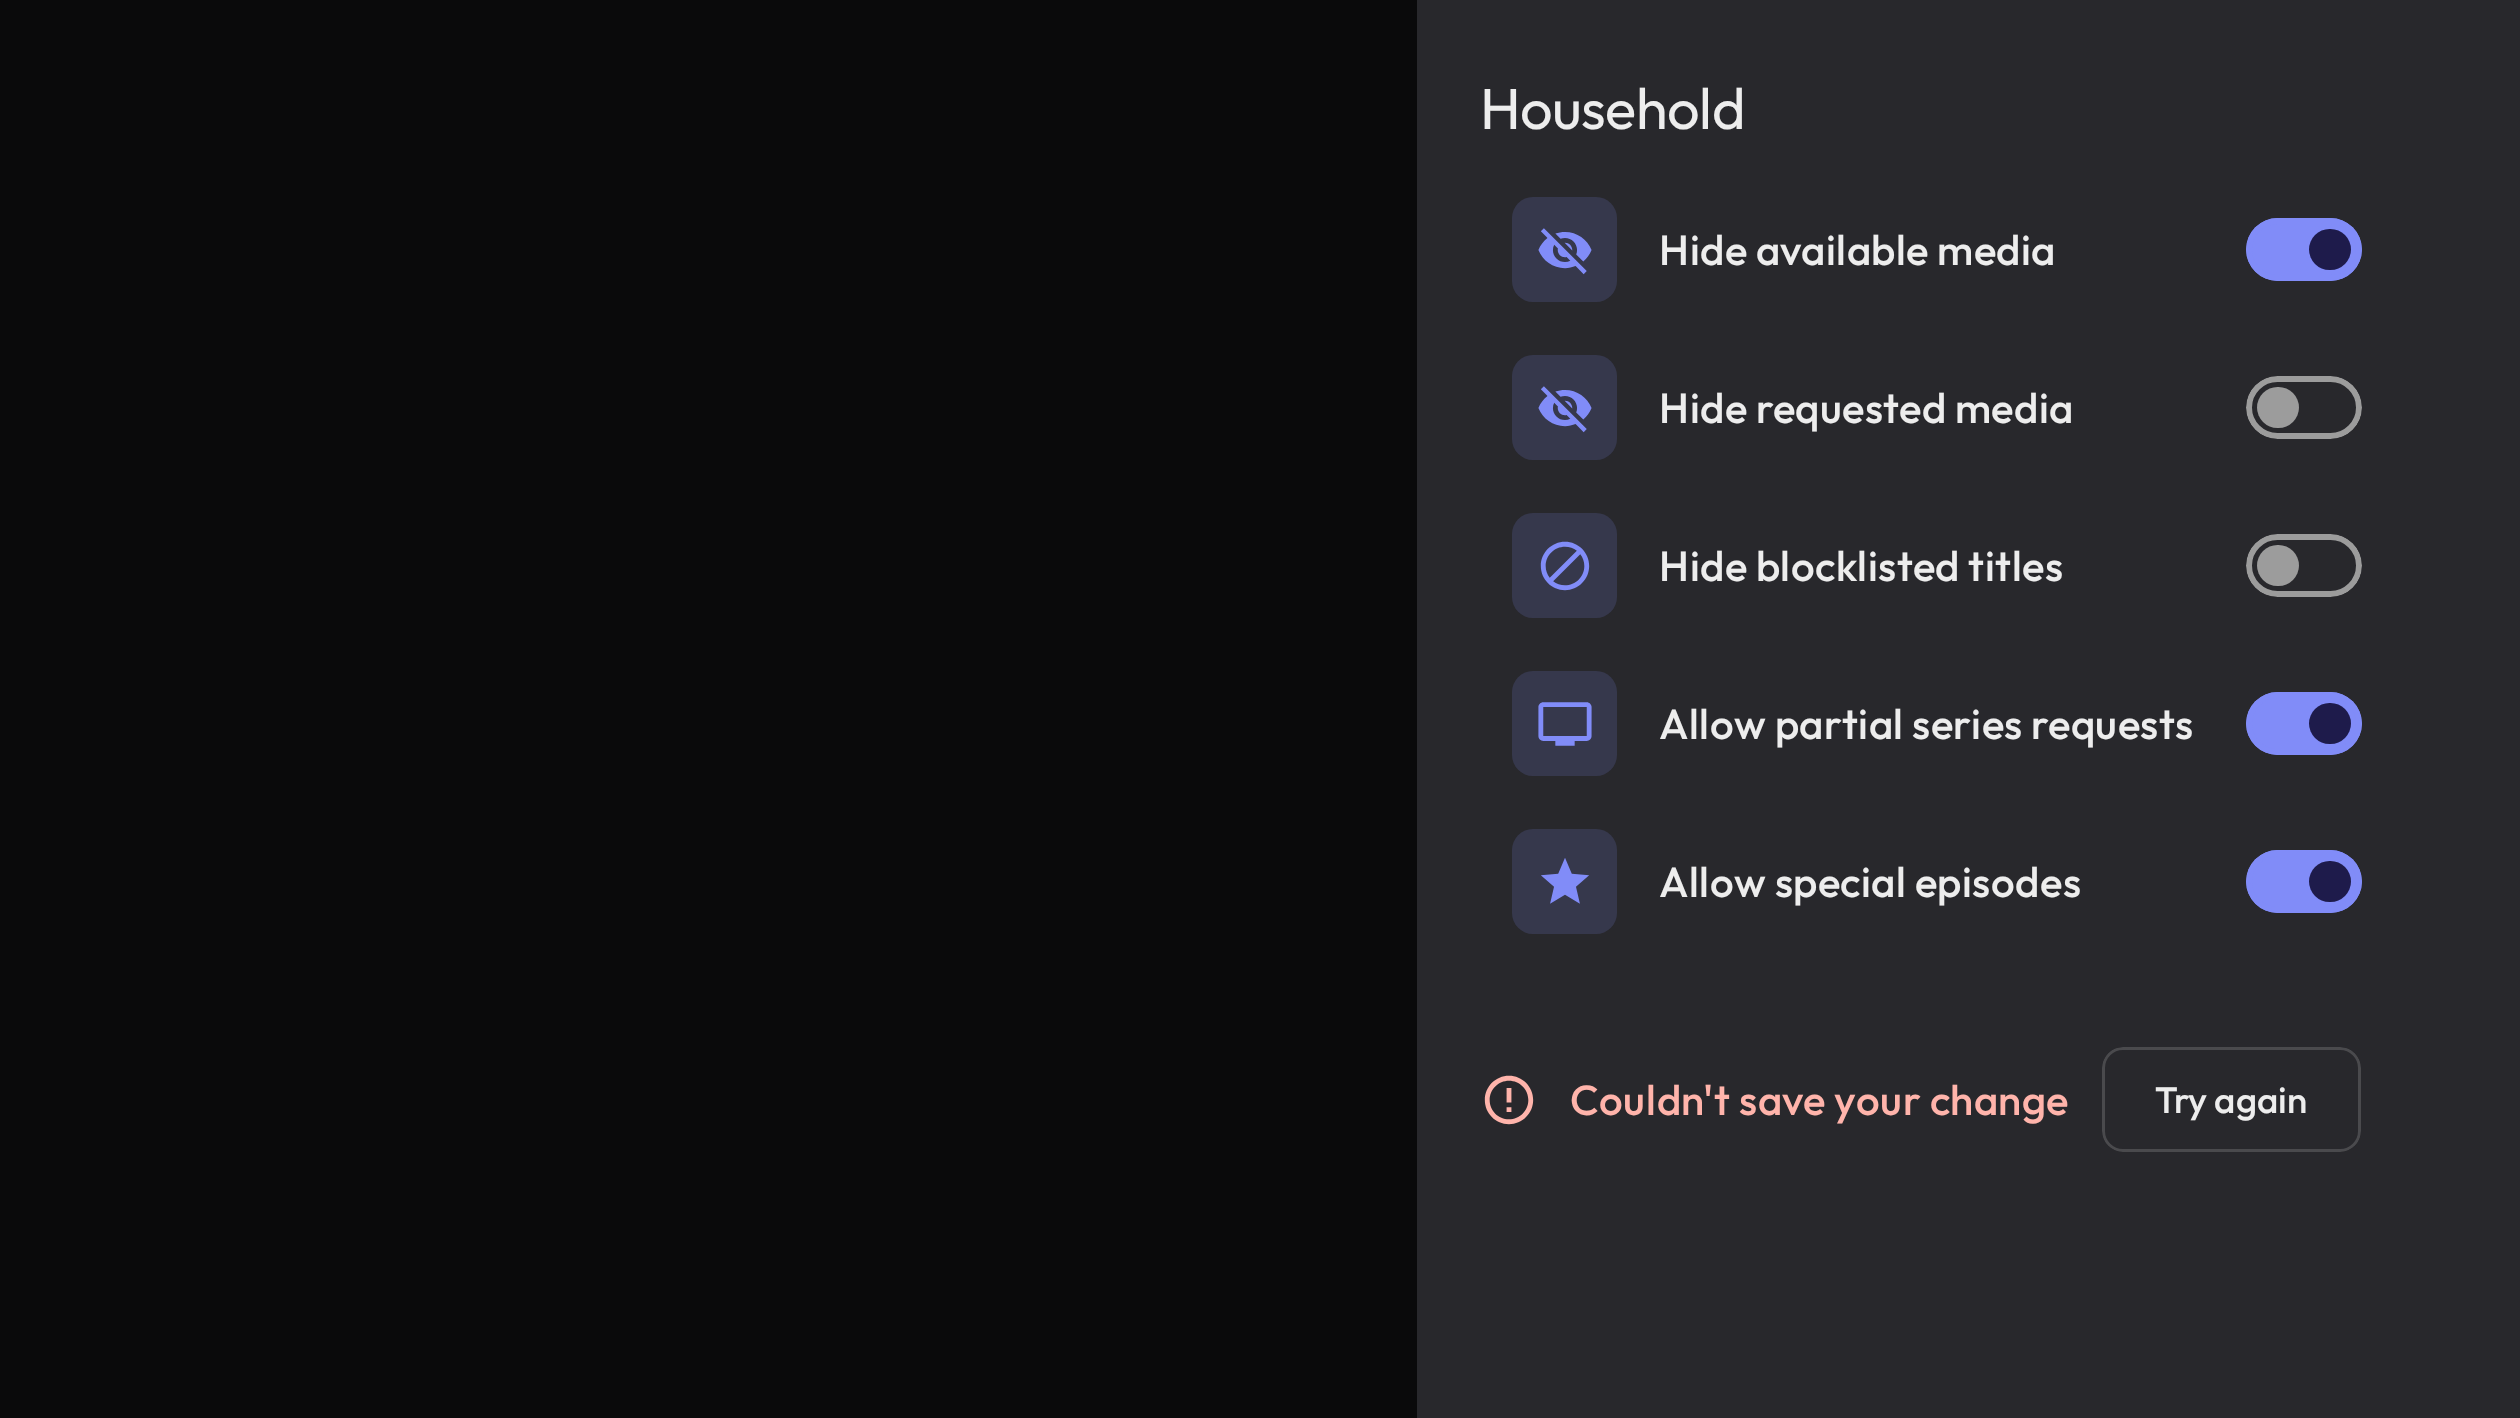 Household
Hide available media
Hide requested media
Hide blocklisted titles
Allow partial series requests
Allow special episodes
Couldn't save your change
Try again